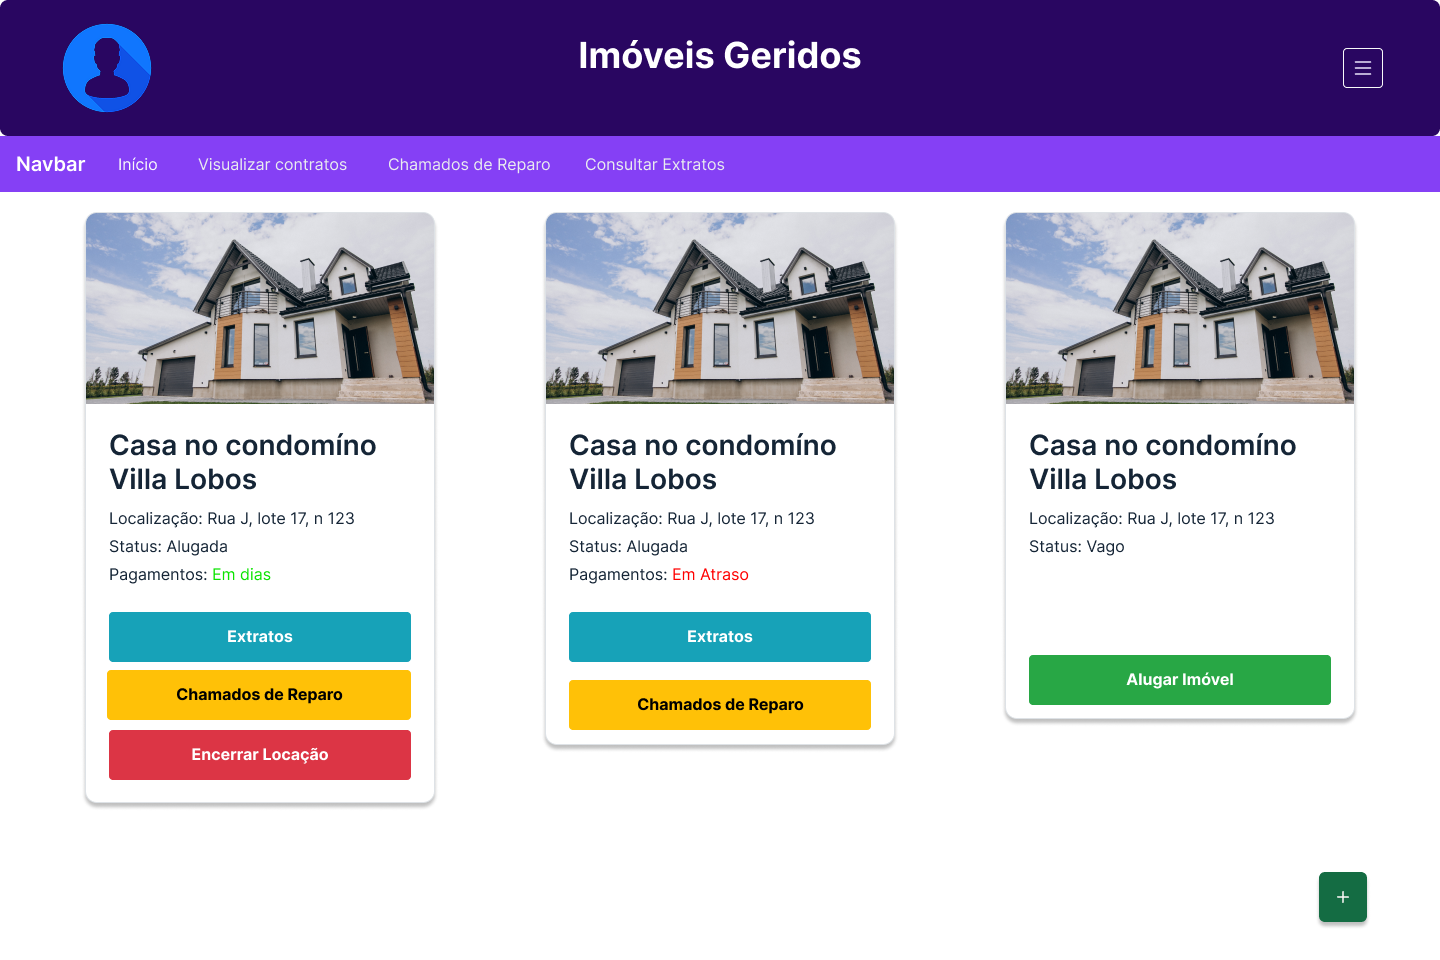 Imóveis Geridos
Navbar Início Visualizar contratos Chamados de Reparo Consultar Extratos
Casa no condomíno
Villa Lobos
Localização: Rua J, lote 17, n 123
Status: Alugada
Pagamentos: Em dias
Extratos
Chamados de Reparo
Encerrar Locação
Casa no condomíno
Villa Lobos
Localização: Rua J, lote 17, n 123
Status: Alugada
Pagamentos: Em Atraso
Extratos
Chamados de Reparo
Casa no condomíno
Villa Lobos
Localização: Rua J, lote 17, n 123
Status: Vago
Alugar Imóvel
+